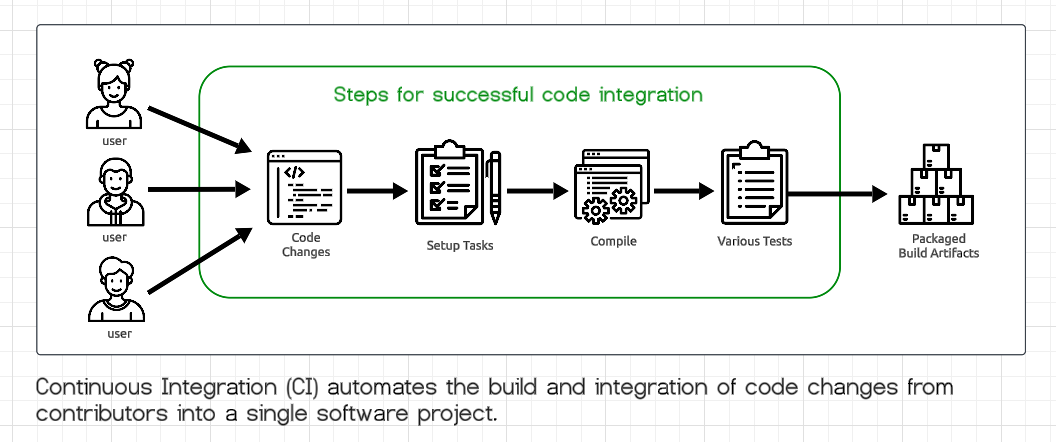 Steps for successful code integration
user
user
user
Code
Changes
Setup Tasks
Compile
Various Tests
Packaged
Build Artifacts
Continuous Integration (CI) automates the build and integration of code changes from
contributors into a single software project.